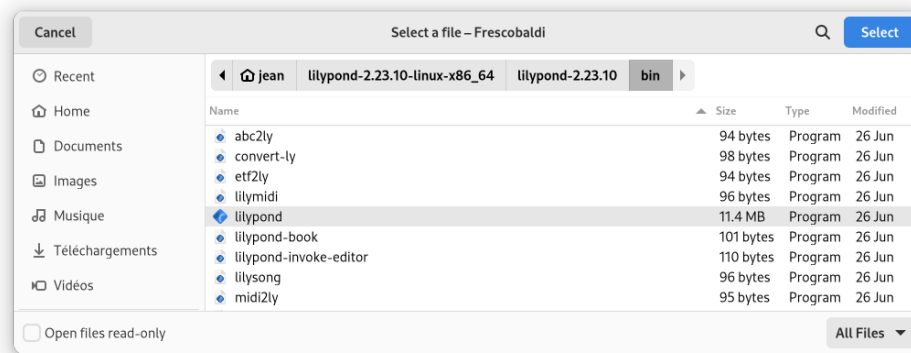 Cancel Select a file – Frescobaldi Select
Recent jean lilypond-2.23.10-linux-x86_64 lilypond-2.23.10 bin
Home Name Size Type Modified
Documents abc2ly 94 bytes Program 26 Jun
convert-ly 98 bytes Program 26 Jun
Images etf2ly 94 bytes Program 26 Jun
lilymidi 96 bytes Program 26 Jun
Musique lilypond 11.4 MB Program 26 Jun
lilypond-book 101 bytes Program 26 Jun
Téléchargements lilypond-invoke-editor 110 bytes Program 26 Jun
lilysong 96 bytes Program 26 Jun
Vidéos midi2ly 95 bytes Program 26 Jun
Open files read-only All Files